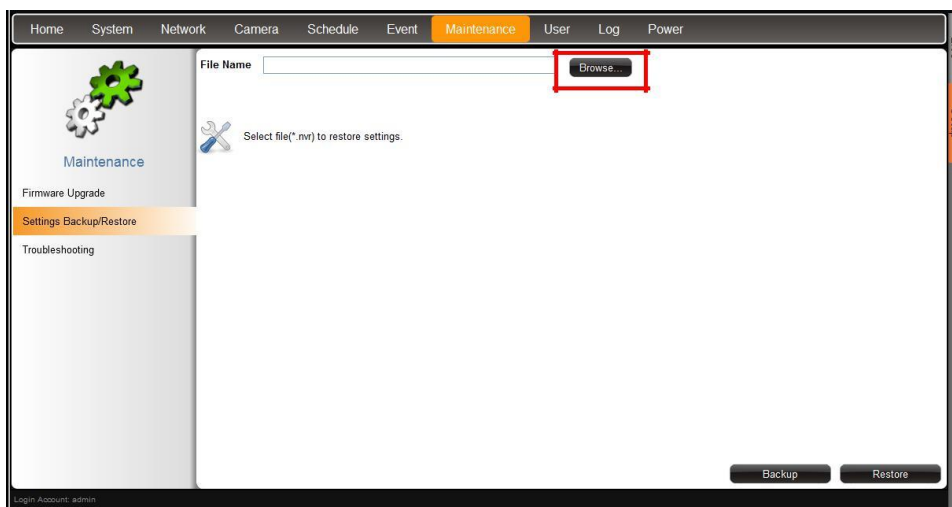 Home System Network Camera Schedule Event Maintenance User Log Power
File Name Browse...
Select file(*.nvr) to restore settings.
Maintenance
Firmware Upgrade
Settings Backup/Restore
Troubleshooting
Backup Restore
Login Account: admin